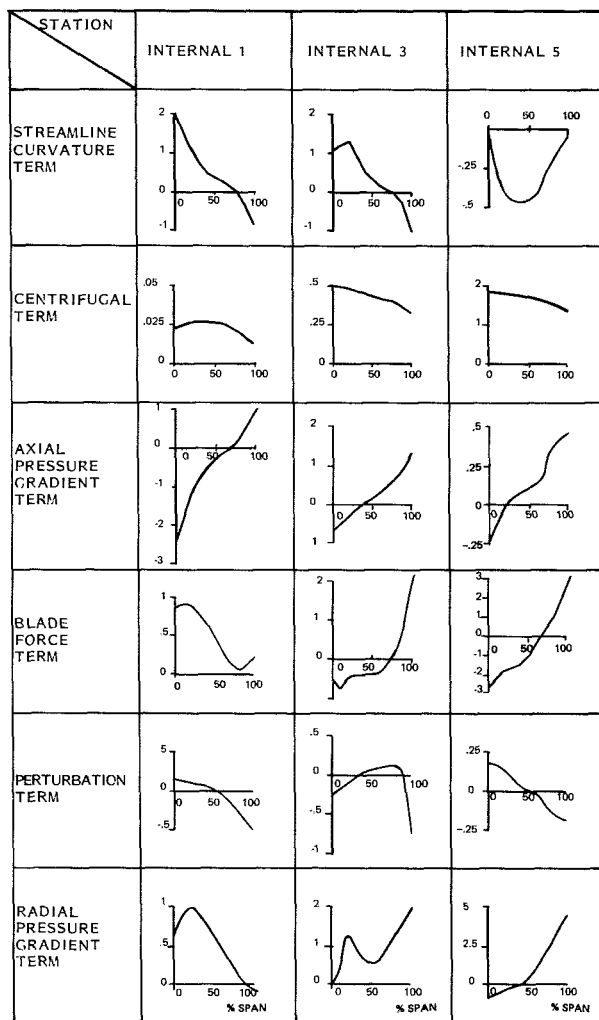 STATION
INTERNAL 1
INTERNAL 3
INTERNAL 5
STREAMLINE
CURVATURE
TERM
2
1
0
-1
0 50 100
2
1
0
-1
0 50 100
0 50 100
-.25
-.5
CENTRIFUGAL
TERM
.05
.025
0
0 50 100
.5
.25
0
0 50 100
2
1
0
0 50 100
AXIAL
PRESSURE
GRADIENT
TERM
1
0
-1
-2
-3
0 50 100
2
1
0
1
0 50 100
.5
.25
0
-.25
0 50 100
BLADE
FORCE
TERM
1
.5
0
0 50 100
2
1
0
0 50 100
3
2
1
0
-1
-2
-3
0 50 100
PERTURBATION
TERM
5
0
-.5
0 50 100
.5
0
-.5
-1
0 50 100
.25
0
-.25
0 50 100
RADIAL
PRESSURE
GRADIENT
TERM
1
.5
0
0 50 100
% SPAN
2
1
0
0 50 100
% SPAN
5
2.5
0
0 50 100
% SPAN